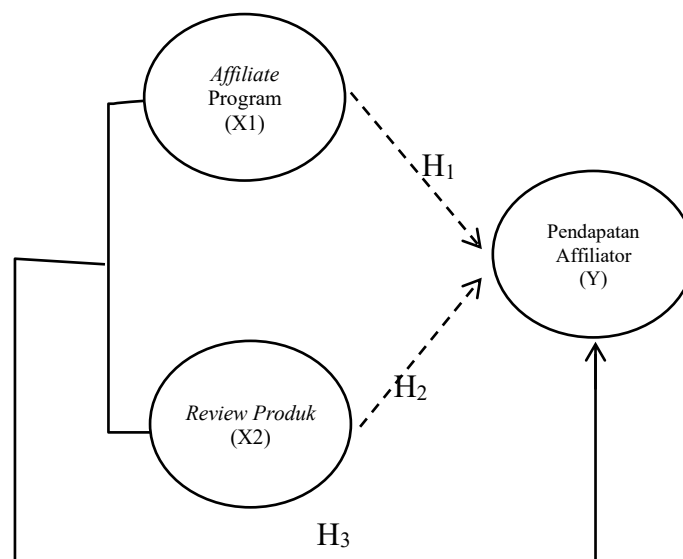 Affiliate
Program
(X1)
H₁
Pendapatan
Affiliator
(Y)
H₂
Review Produk
(X2)
H₃